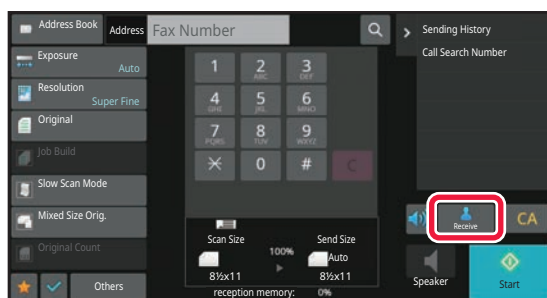 Address Book
Address
Fax Number
Sending History
Call Search Number
Exposure
Auto
Resolution
Super Fine
Original
Job Build
Slow Scan Mode
Mixed Size Orig.
Original Count
Others
1
2 ABC
3 DEF
4 GHI
5 JKL
6 MNO
7 PQRS
8 TUV
9 WXYZ
0
#
C
Scan Size
100%
Send Size
Auto
8½x11
8½x11
reception memory: 0%
Receive
CA
Speaker
Start